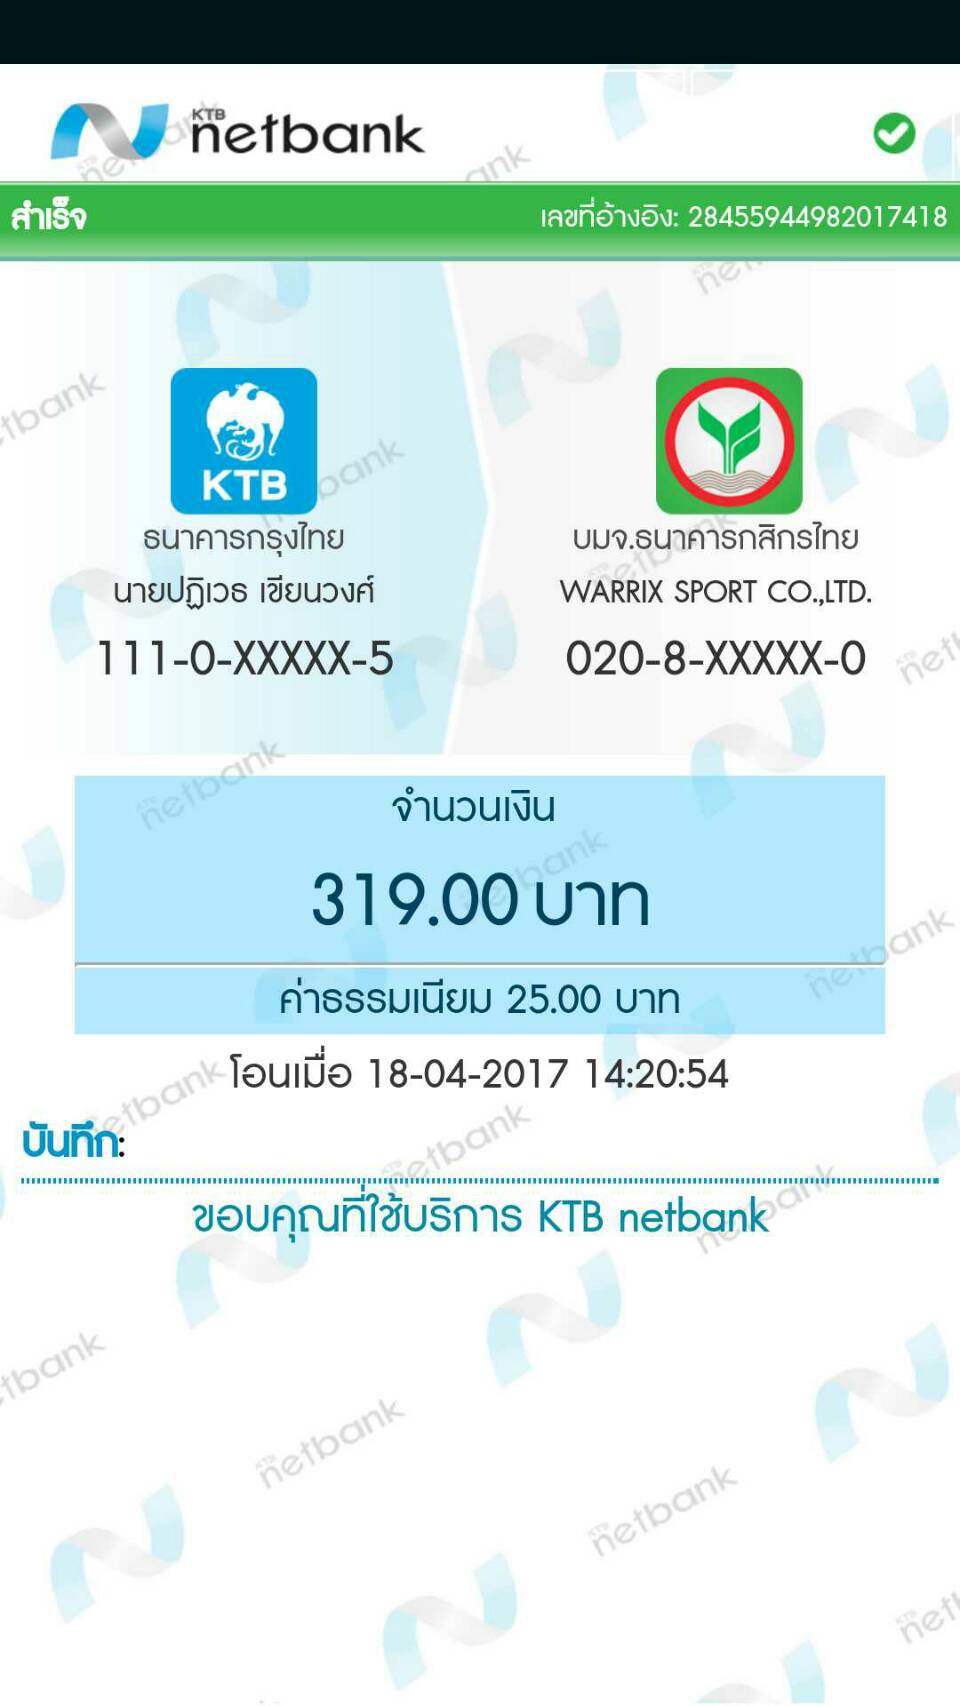 KTB
netbank
สำเร็จ
เลขที่อ้างอิง: 28455944982017418
KTB
ธนาคารกรุงไทย
นายปฏิเวธ เขียนวงศ์
111-0-XXXXX-5
บมจ.ธนาคารกสิกรไทย
WARRIX SPORT CO.,LTD.
020-8-XXXXX-0
จำนวนเงิน
319.00 บาท
ค่าธรรมเนียม 25.00 บาท
โอนเมื่อ 18-04-2017 14:20:54
บันทึก:
ขอบคุณที่ใช้บริการ KTB netbank